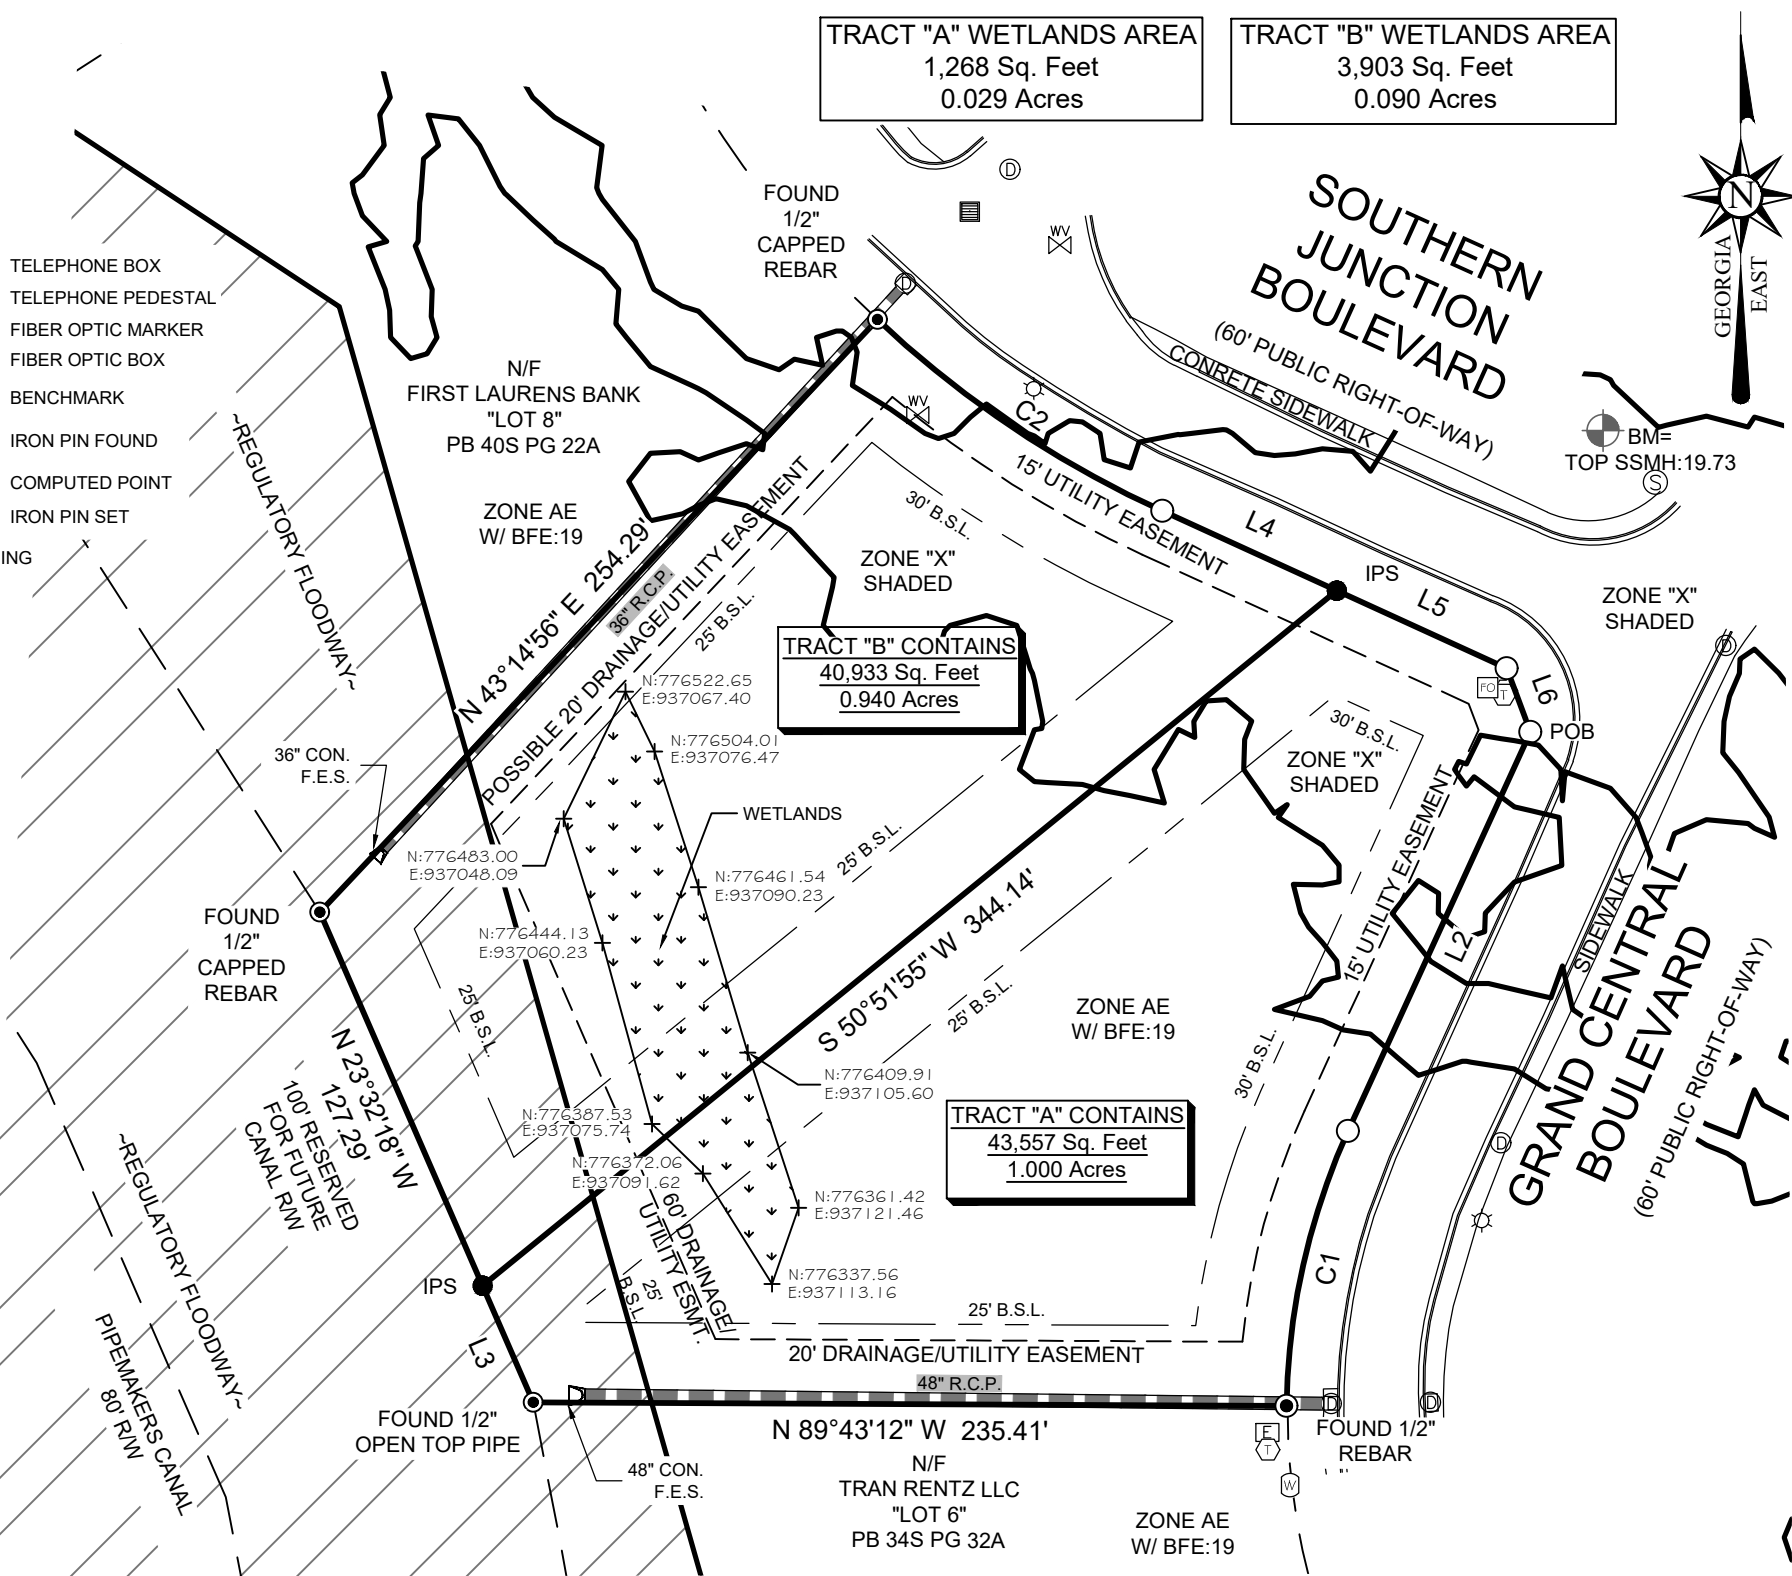 TRACT "A" WETLANDS AREA
1,268 Sq. Feet
0.029 Acres
TRACT "B" WETLANDS AREA
3,903 Sq. Feet
0.090 Acres
N
GEORGIA
EAST
SOUTHERN
JUNCTION
BOULEVARD
(60' PUBLIC RIGHT-OF-WAY)
CONRETE SIDEWALK
D
WV
FOUND
1/2"
CAPPED
REBAR
D
TELEPHONE BOX
TELEPHONE PEDESTAL
FIBER OPTIC MARKER
FIBER OPTIC BOX
BENCHMARK
IRON PIN FOUND
COMPUTED POINT
IRON PIN SET
ING
~REGULATORY FLOODWAY~
N/F
FIRST LAURENS BANK
"LOT 8"
PB 40S PG 22A
ZONE AE
W/ BFE:19
WV
C2
15' UTILITY EASEMENT
30' B.S.L.
L4
BM=
TOP SSMH:19.73
S
ZONE "X"
SHADED
IPS
L5
ZONE "X"
SHADED
D
N 43°14'56" E 254.29'
36" R.C.P.
POSSIBLE 20' DRAINAGE/UTILITY EASEMENT
25' B.S.L.
TRACT "B" CONTAINS
40,933 Sq. Feet
0.940 Acres
L6
FO
T
POB
N:776522.65
E:937067.40
N:776504.01
E:937076.47
30' B.S.L.
ZONE "X"
SHADED
36" CON.
F.E.S.
WETLANDS
N:776483.00
E:937048.09
N:776461.54
E:937090.23
25' B.S.L.
15' UTILITY EASEMENT
L2
SIDEWALK
GRAND CENTRAL
BOULEVARD
(60' PUBLIC RIGHT-OF-WAY)
FOUND
1/2"
CAPPED
REBAR
N:776444.13
E:937060.23
25' B.S.L.
S 50°51'55" W 344.14'
25' B.S.L.
ZONE AE
W/ BFE:19
30' B.S.L.
N 23°32'18" W
127.29'
100' RESERVED
FOR FUTURE
CANAL R/W
N:776409.91
E:937105.60
N:776387.53
E:937075.74
TRACT "A" CONTAINS
43,557 Sq. Feet
1.000 Acres
D
N:776372.06
E:937091.62
N:776361.42
E:937121.46
60' DRAINAGE/
UTILITY ESMT.
~REGULATORY FLOODWAY~
IPS
25'
B.S.L.
N:776337.56
E:937113.16
C1
25' B.S.L.
L3
20' DRAINAGE/UTILITY EASEMENT
48" R.C.P.
PIPEMAKERS CANAL
80' R/W
D
D
FOUND 1/2"
OPEN TOP PIPE
N 89°43'12" W 235.41'
E
T
FOUND 1/2"
REBAR
48" CON.
F.E.S.
N/F
TRAN RENTZ LLC
"LOT 6"
PB 34S PG 32A
W
ZONE AE
W/ BFE:19